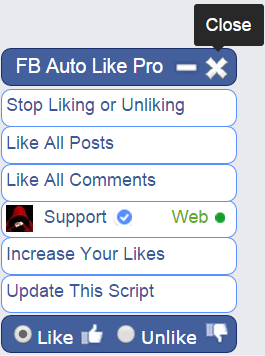 Close
FB Auto Like Pro
Stop Liking or Unliking
Like All Posts
Like All Comments
Support Web
Increase Your Likes
Update This Script
Like Unlike